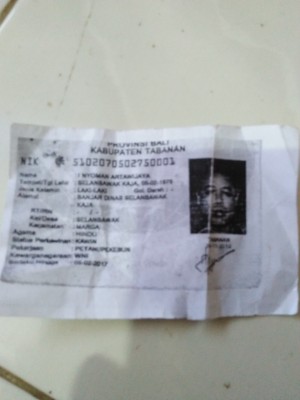 PROVINSI BALI
KABUPATEN TABANAN
NIK : 5102070502750001
Nama : I NYOMAN ARTAWIJAYA
Tempat/Tgl Lahir : SELANBAWAK KAJA, 05-02-1975
Jenis Kelamin : LAKI-LAKI Gol. Darah : -
Alamat : BANJAR DINAS SELANBAWAK
KAJA
RT/Rw :
Kel/Desa : SELANBAWAK
Kecamatan : MARGA
Agama : HINDU
Status Perkawinan : KAWIN
Pekerjaan : PETANI/PEKEBUN
Kewarganegaraan : WNI
Berlaku Hingga : 05-02-2017